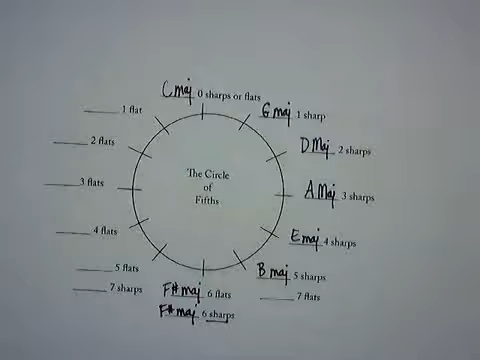 C maj 0 sharps or flats
1 flat
G maj 1 sharp
2 flats
D Maj 2 sharps
The Circle
of
Fifths
3 flats
A Maj 3 sharps
4 flats
E maj 4 sharps
5 flats
B maj 5 sharps
7 sharps
F# maj 6 flats
7 flats
F# maj 6 sharps